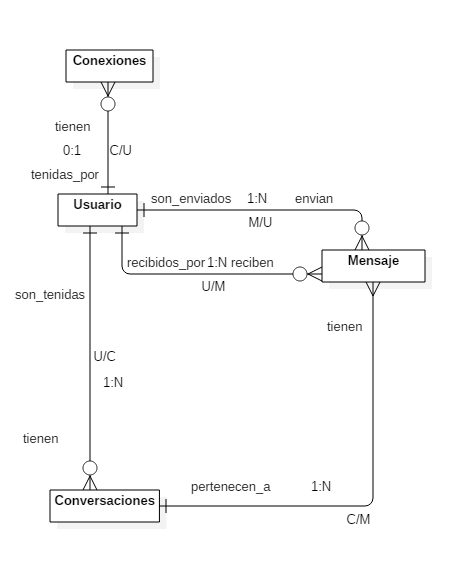 Conexiones
tienen
0:1 C/U
tenidas_por
Usuario
son_enviados 1:N envian
M/U
Mensaje
recibidos_por 1:N reciben
U/M
son_tenidas
tienen
U/C
1:N
tienen
Conversaciones
pertenecen_a 1:N
C/M